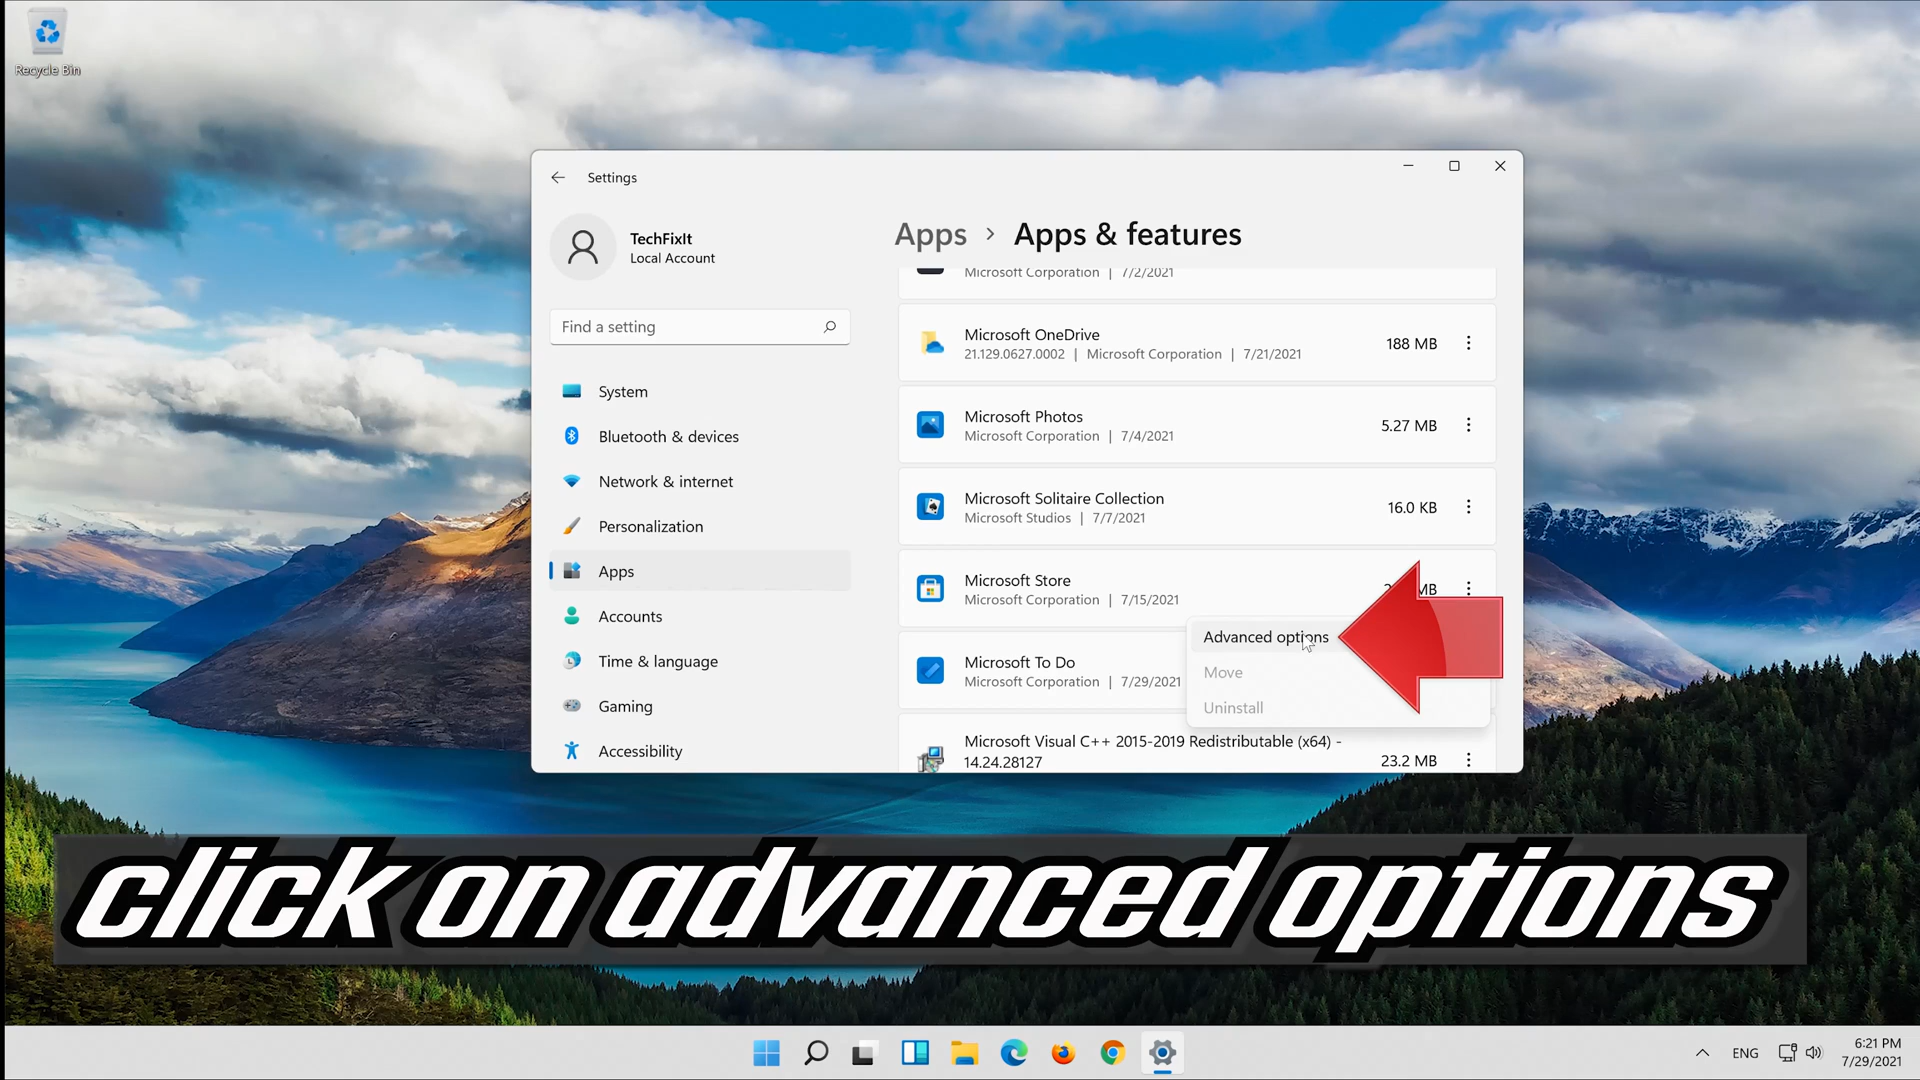 Recycle Bin
Settings
TechFixIt
Local Account
Find a setting
System
Bluetooth & devices
Network & internet
Personalization
Apps
Accounts
Time & language
Gaming
Accessibility
Apps > Apps & features
Microsoft Corporation | 7/2/2021
Microsoft OneDrive
21.129.0627.0002 | Microsoft Corporation | 7/21/2021
188 MB
Microsoft Photos
Microsoft Corporation | 7/4/2021
5.27 MB
Microsoft Solitaire Collection
Microsoft Studios | 7/7/2021
16.0 KB
Microsoft Store
Microsoft Corporation | 7/15/2021
MB
Advanced options
Move
Uninstall
Microsoft To Do
Microsoft Corporation | 7/29/2021
Microsoft Visual C++ 2015-2019 Redistributable (x64) -
14.24.28127
23.2 MB
click on advanced options
ENG
6:21 PM
7/29/2021